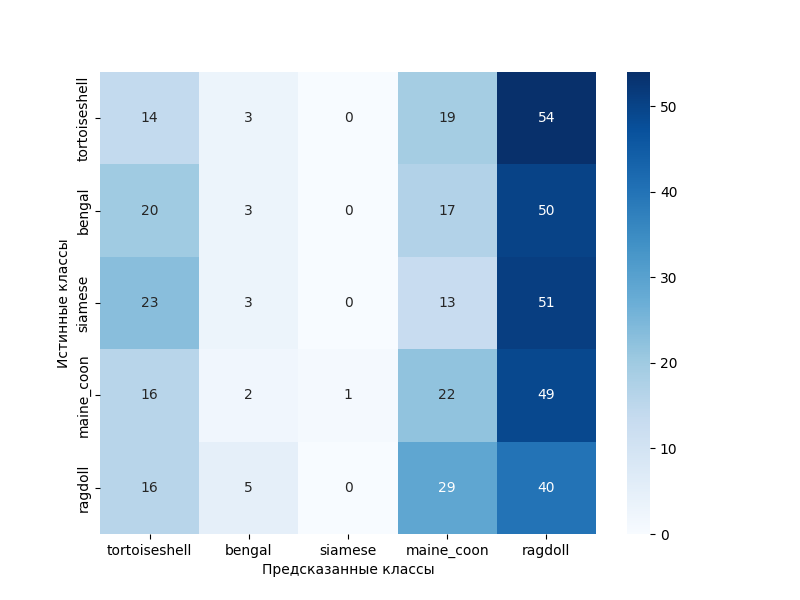 Истинные классы
tortoiseshell 14 3 0 19 54
bengal 20 3 0 17 50
siamese 23 3 0 13 51
maine_coon 16 2 1 22 49
ragdoll 16 5 0 29 40
tortoiseshell bengal siamese maine_coon ragdoll
Предсказанные классы
50
40
30
20
10
0